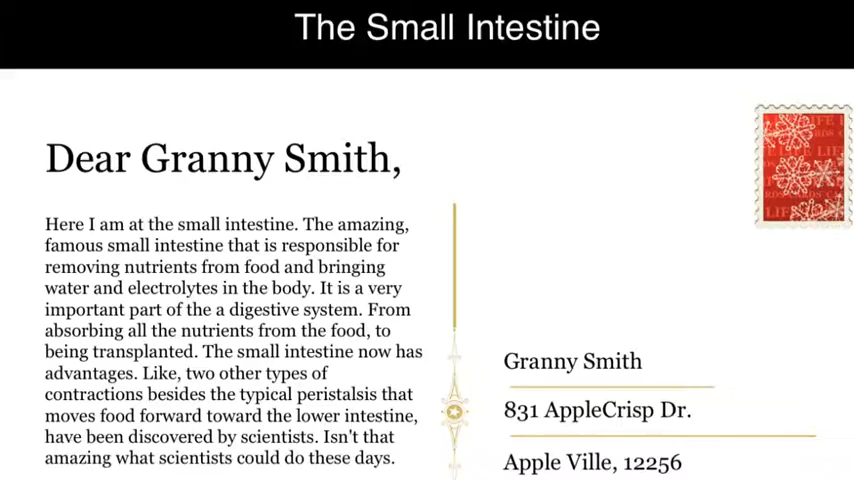 The Small Intestine
Dear Granny Smith,
Here I am at the small intestine. The amazing,
famous small intestine that is responsible for
removing nutrients from food and bringing
water and electrolytes in the body. It is a very
important part of the a digestive system. From
absorbing all the nutrients from the food, to
being transplanted. The small intestine now has
advantages. Like, two other types of
contractions besides the typical peristalsis that
moves food forward toward the lower intestine,
have been discovered by scientists. Isn't that
amazing what scientists could do these days.
Granny Smith
831 AppleCrisp Dr.
Apple Ville, 12256